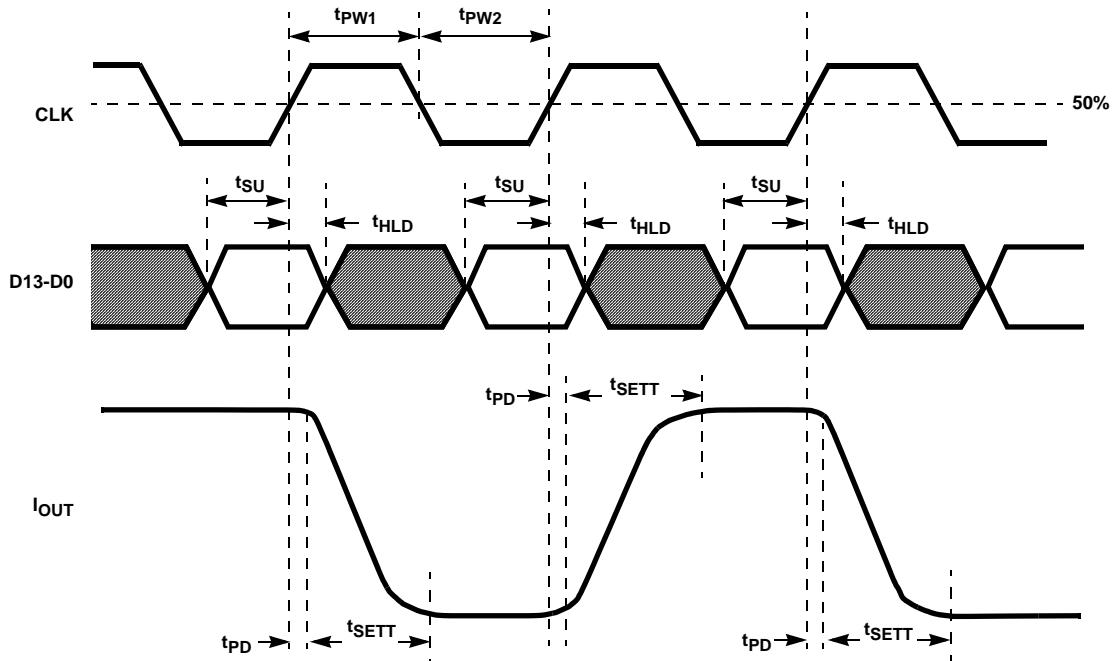 tPW1 tPW2
CLK 50%
tSU tSU tSU
tHLD tHLD tHLD
D13-D0
tPD tSETT
IOUT
tPD tSETT tPD tSETT